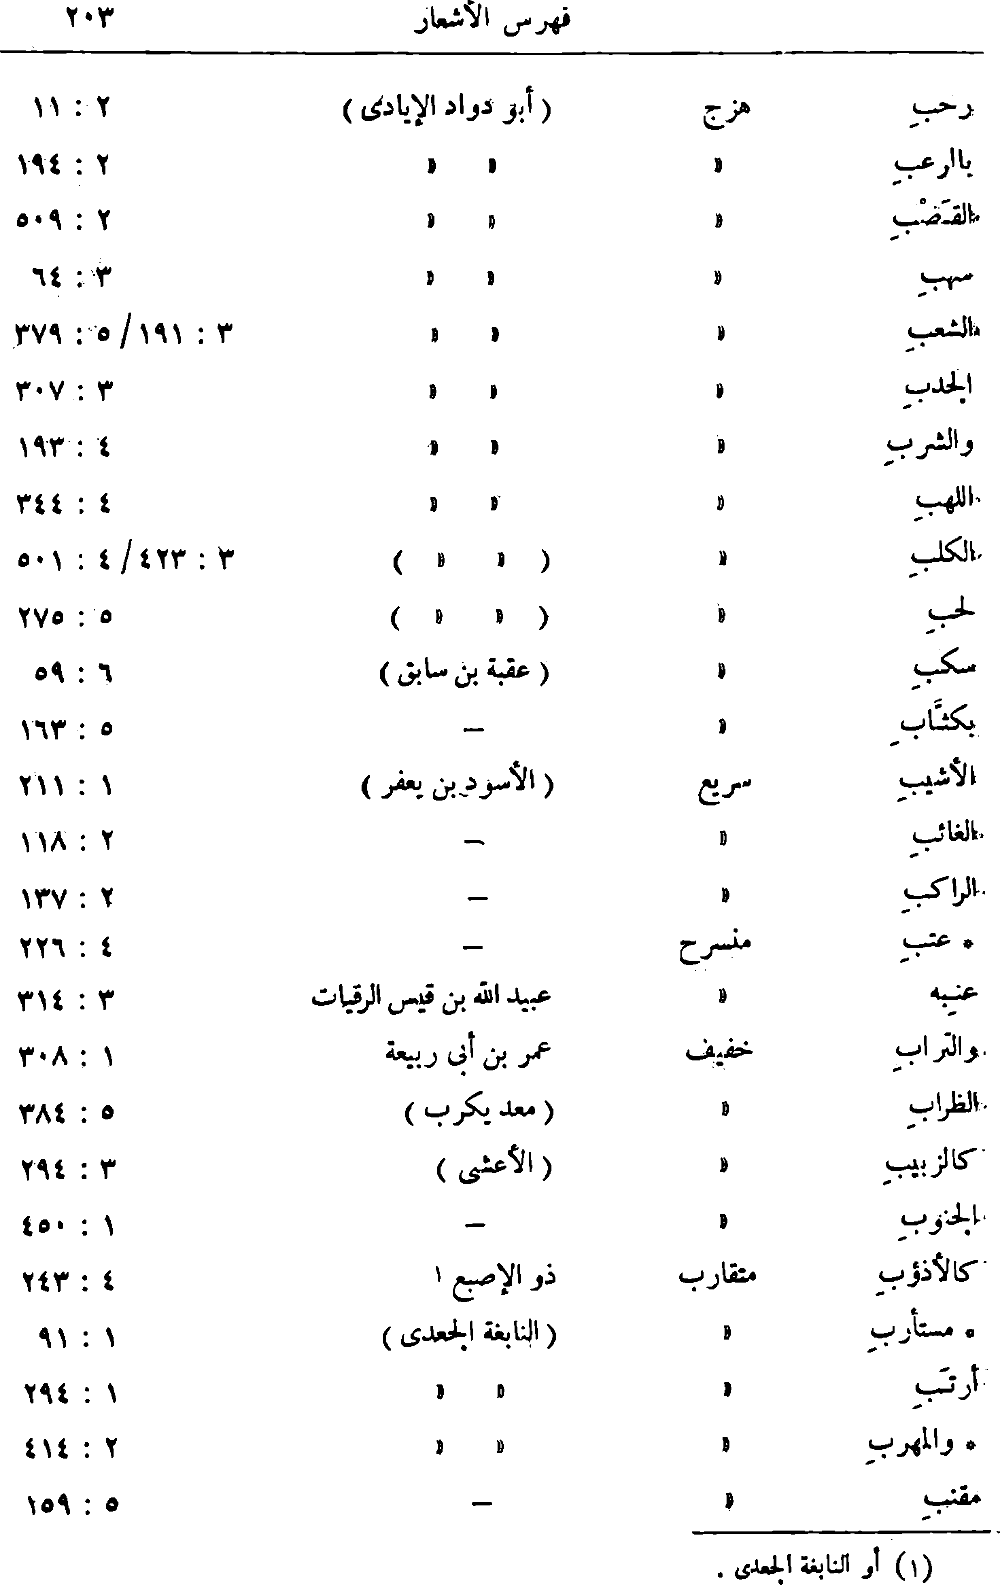 فهرس الأشعار ٢٠٣
رحبِ هزج ( أبو دواد الإيادى ) ٢ : ١١
بالرعبِ » » » ٢ : ١٩٤
القَضْبِ » » » ٢ : ٥٠٩
سهبِ » » » ٣ : ٦٤
الشعبِ » » » ٣ : ١٩١/ ٥ : ٣٧٩
الجدبِ » » » ٣ : ٣٠٧
والشربِ » » » ٤ : ١٩٣
اللهبِ » » » ٤ : ٣٤٤
الكلبِ » ( » » ) ٣ : ٤٢٣/ ٤ : ٥٠١
لحبِ » ( » » ) ٥ : ٢٧٥
سكبِ » ( عقبة بن سابق ) ٦ : ٥٩
بكثَّابِ » – ٥ : ١٦٣
الأشيبِ سريع ( الأسود بن يعفر ) ١ : ٢١١
الغائبِ » – ٢ : ١١٨
الراكبِ » – ٢ : ١٣٧
* عتبِ منسرح – ٤ : ٢٢٦
عنبِه » عبيد الله بن قيس الرقيات ٣ : ٣١٤
والترابِ خفيف عمر بن أبى ربيعة ١ : ٣٠٨
الظرابِ » ( معد يكرب ) ٥ : ٣٨٤
كالزبيبِ » ( الأعشى ) ٣ : ٢٩٤
الجنوبِ » – ١ : ٤٥٠
كالأذؤبِ متقارب ذو الإصبع ١ ٤ : ٢٤٣
* مستأربِ » ( النابغة الجعدى ) ١ : ٩١
أرتَبِ » » » ١ : ٢٩٤
* والمهربِ » » » ٢ : ٤١٤
مقنبِ » – ٥ : ١٥٩
(١) أو النابغة الجعدى .